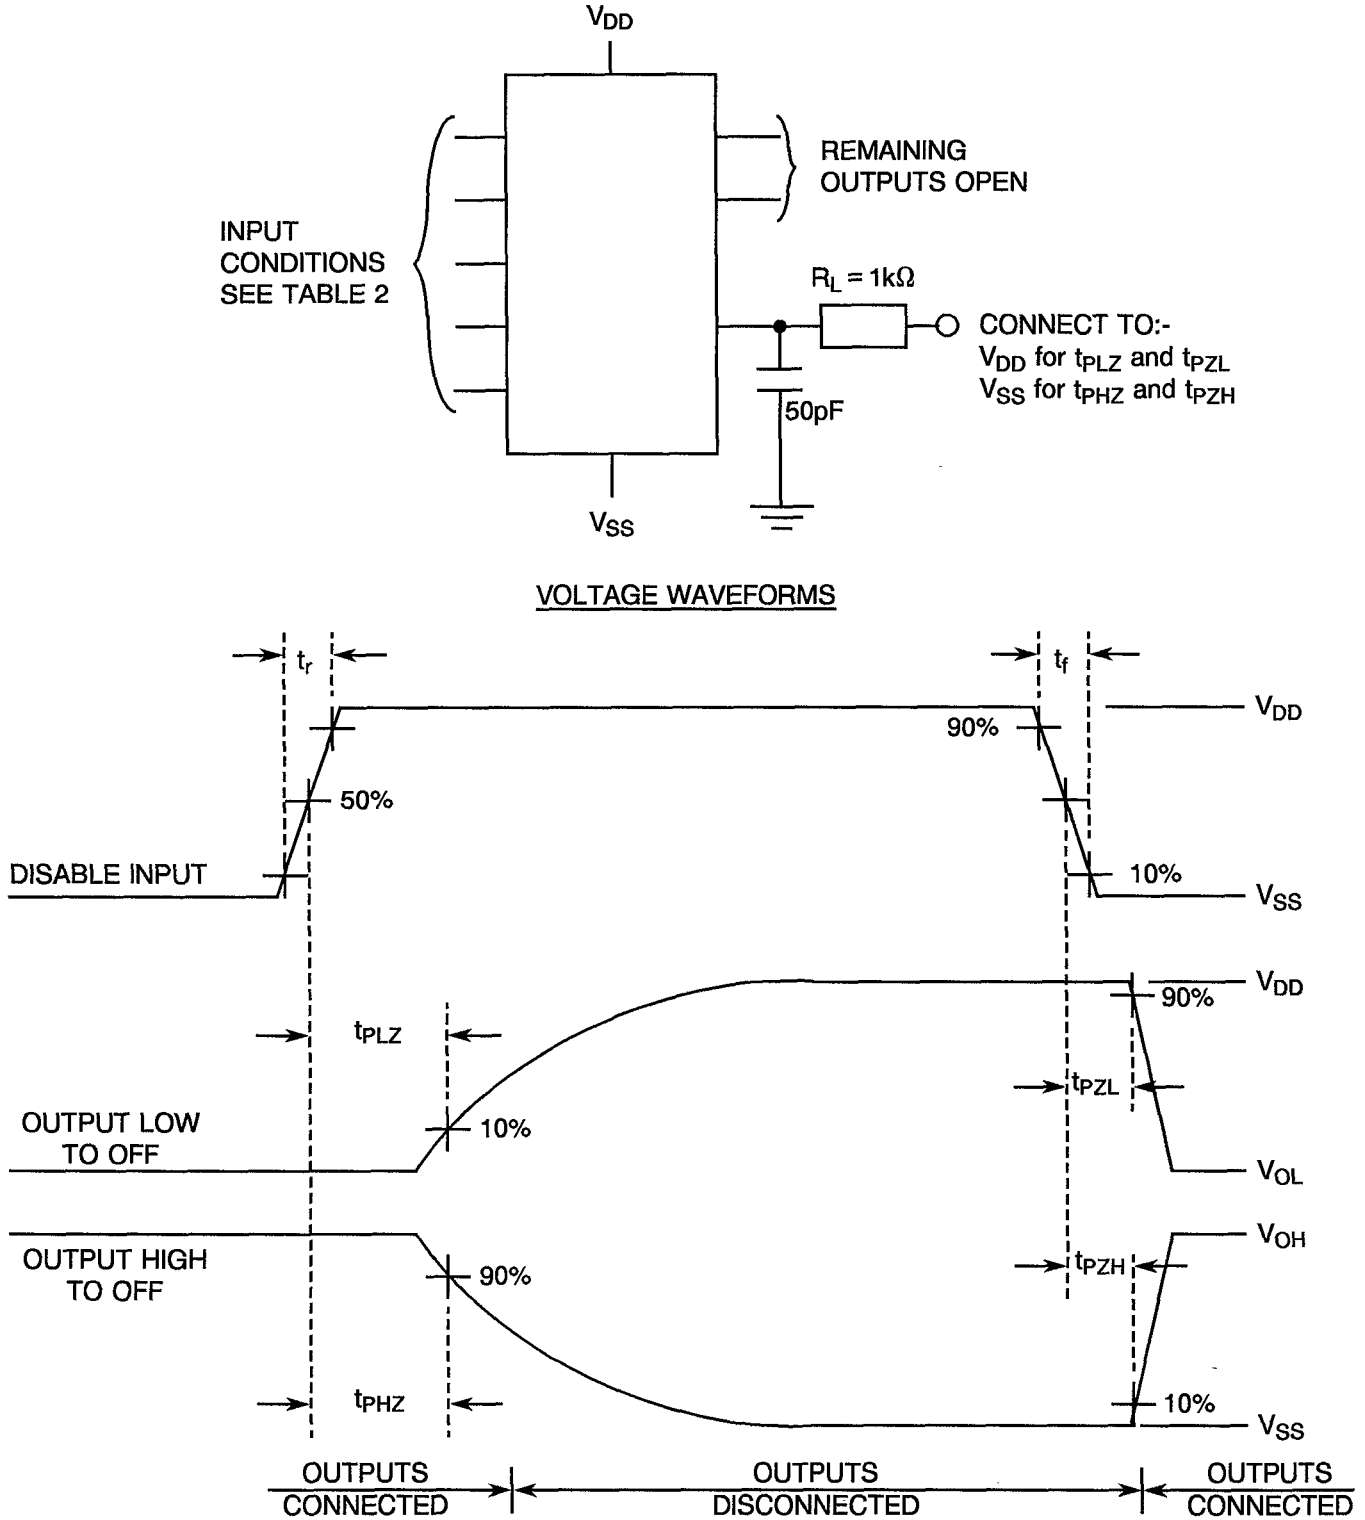 VDD
REMAINING
OUTPUTS OPEN
INPUT
CONDITIONS
SEE TABLE 2
RL = 1kΩ
CONNECT TO:-
VDD for tPLZ and tPZL
VSS for tPHZ and tPZH
50pF
VSS
VOLTAGE WAVEFORMS
tr
tf
VDD
90%
50%
DISABLE INPUT
10%
VSS
VDD
90%
tPLZ
tPZL
OUTPUT LOW
TO OFF
10%
VOL
VOH
OUTPUT HIGH
TO OFF
90%
tPZH
tPHZ
10%
VSS
OUTPUTS
CONNECTED
OUTPUTS
DISCONNECTED
OUTPUTS
CONNECTED